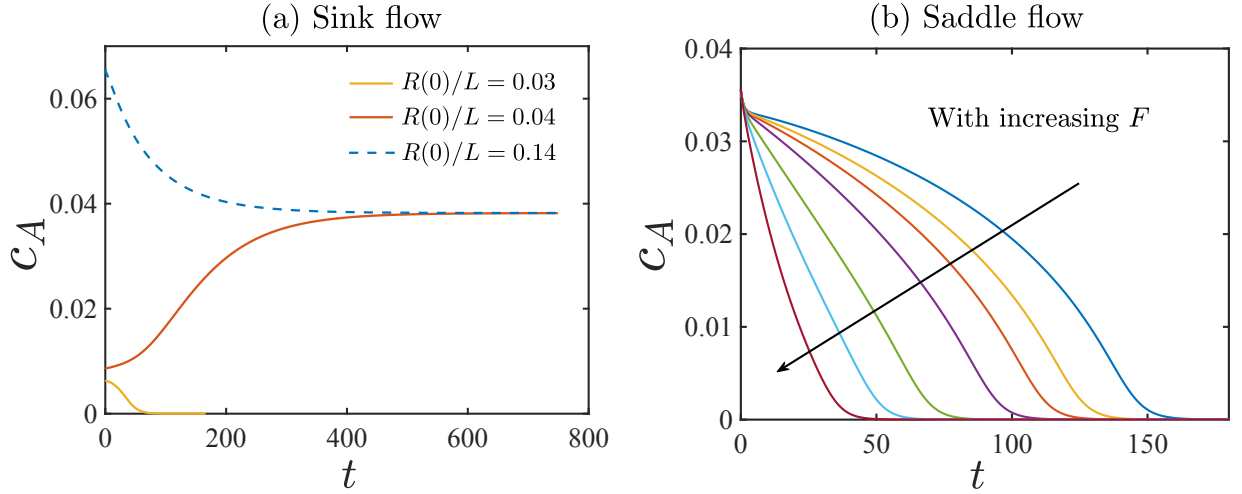 (a) Sink flow
c_A
0.06
0.04
0.02
0
R(0)/L = 0.03
R(0)/L = 0.04
R(0)/L = 0.14
0 200 400 600 800
t
(b) Saddle flow
c_A
0.04
0.03
0.02
0.01
0
With increasing F
0 50 100 150
t